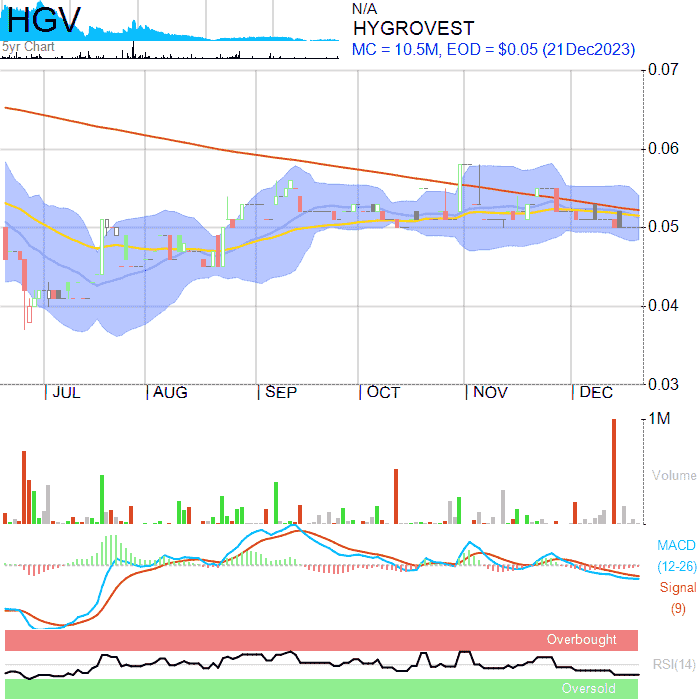 HGV
5yr Chart
N/A
HYGROVEST
MC = 10.5M, EOD = $0.05 (21Dec2023)
0.07
0.06
0.05
0.04
0.03
JUL
AUG
SEP
OCT
NOV
DEC
1M
Volume
MACD
(12-26)
Signal
(9)
Overbought
RSI(14)
Oversold